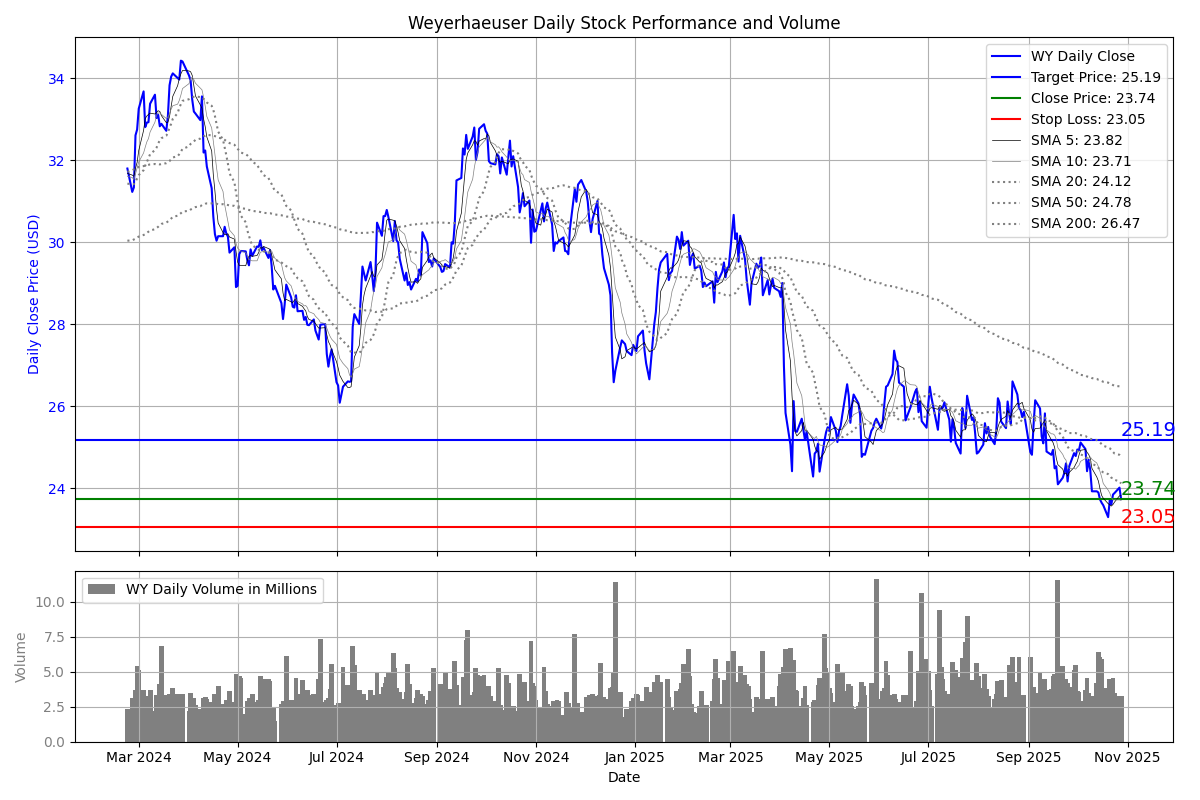 Weyerhaeuser Daily Stock Performance and Volume
WY Daily Close
Target Price: 25.19
Close Price: 23.74
Stop Loss: 23.05
SMA 5: 23.82
SMA 10: 23.71
SMA 20: 24.12
SMA 50: 24.78
SMA 200: 26.47
Daily Close Price (USD)
34
32
30
28
26
24
25.19
23.74
23.05
WY Daily Volume in Millions
Volume
10.0
7.5
5.0
2.5
0.0
Mar 2024 May 2024 Jul 2024 Sep 2024 Nov 2024 Jan 2025 Mar 2025 May 2025 Jul 2025 Sep 2025 Nov 2025
Date